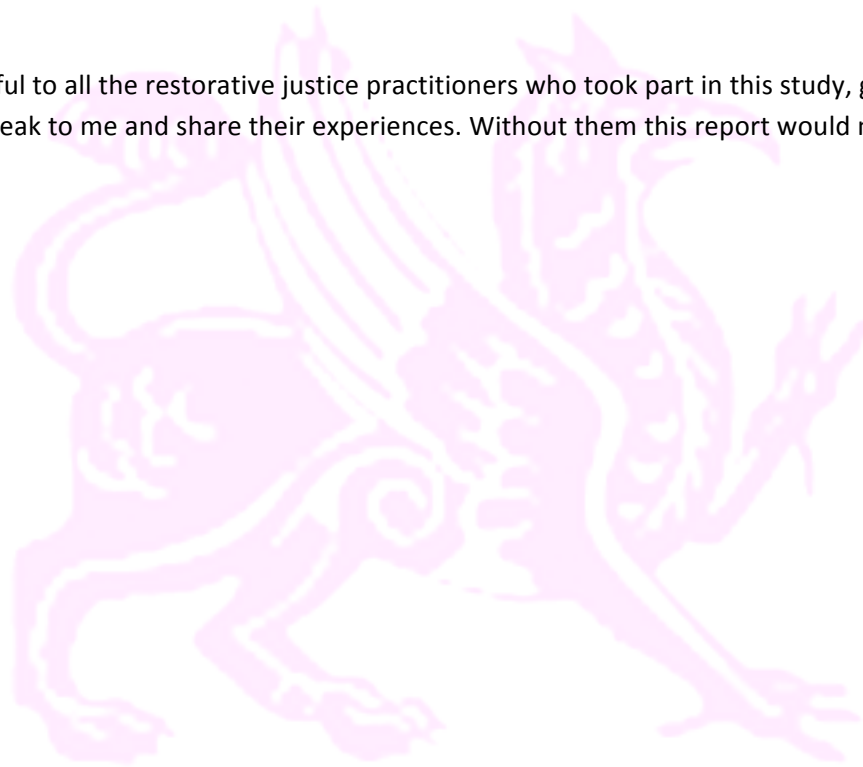 ful to all the restorative justice practitioners who took part in this study,
eak to me and share their experiences. Without them this report would